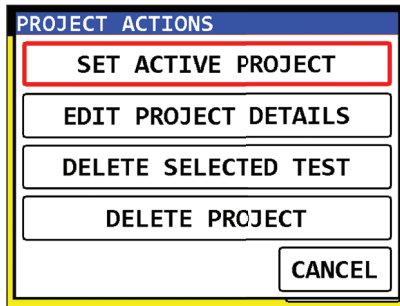 PROJECT ACTIONS
SET ACTIVE PROJECT
EDIT PROJECT DETAILS
DELETE SELECTED TEST
DELETE PROJECT
CANCEL